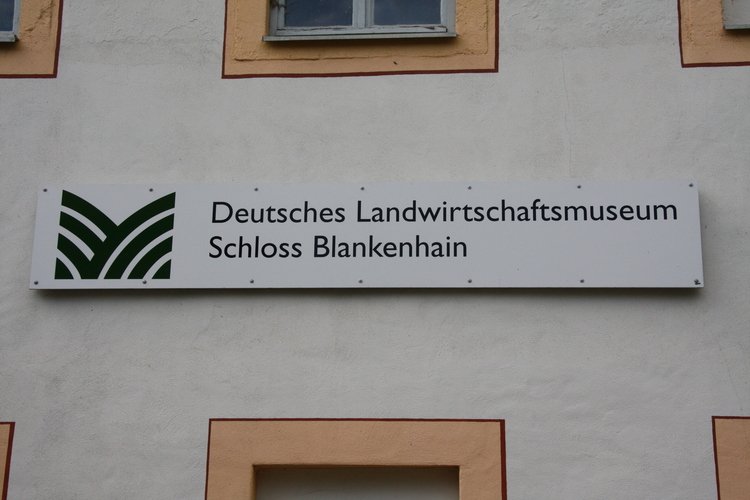 Deutsches Landwirtschaftsmuseum
Schloss Blankenhain